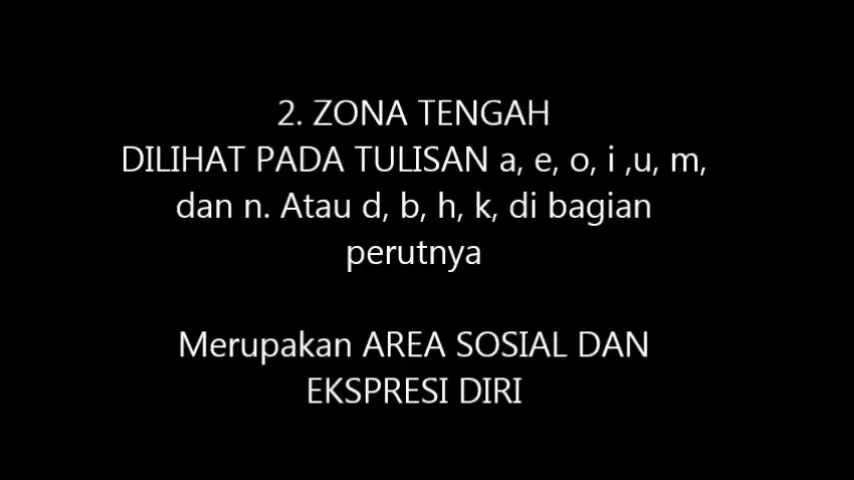 2. ZONA TENGAH
DILIHAT PADA TULISAN a, e, o, i ,u, m,
dan n. Atau d, b, h, k, di bagian
perutnya
Merupakan AREA SOSIAL DAN
EKSPRESI DIRI